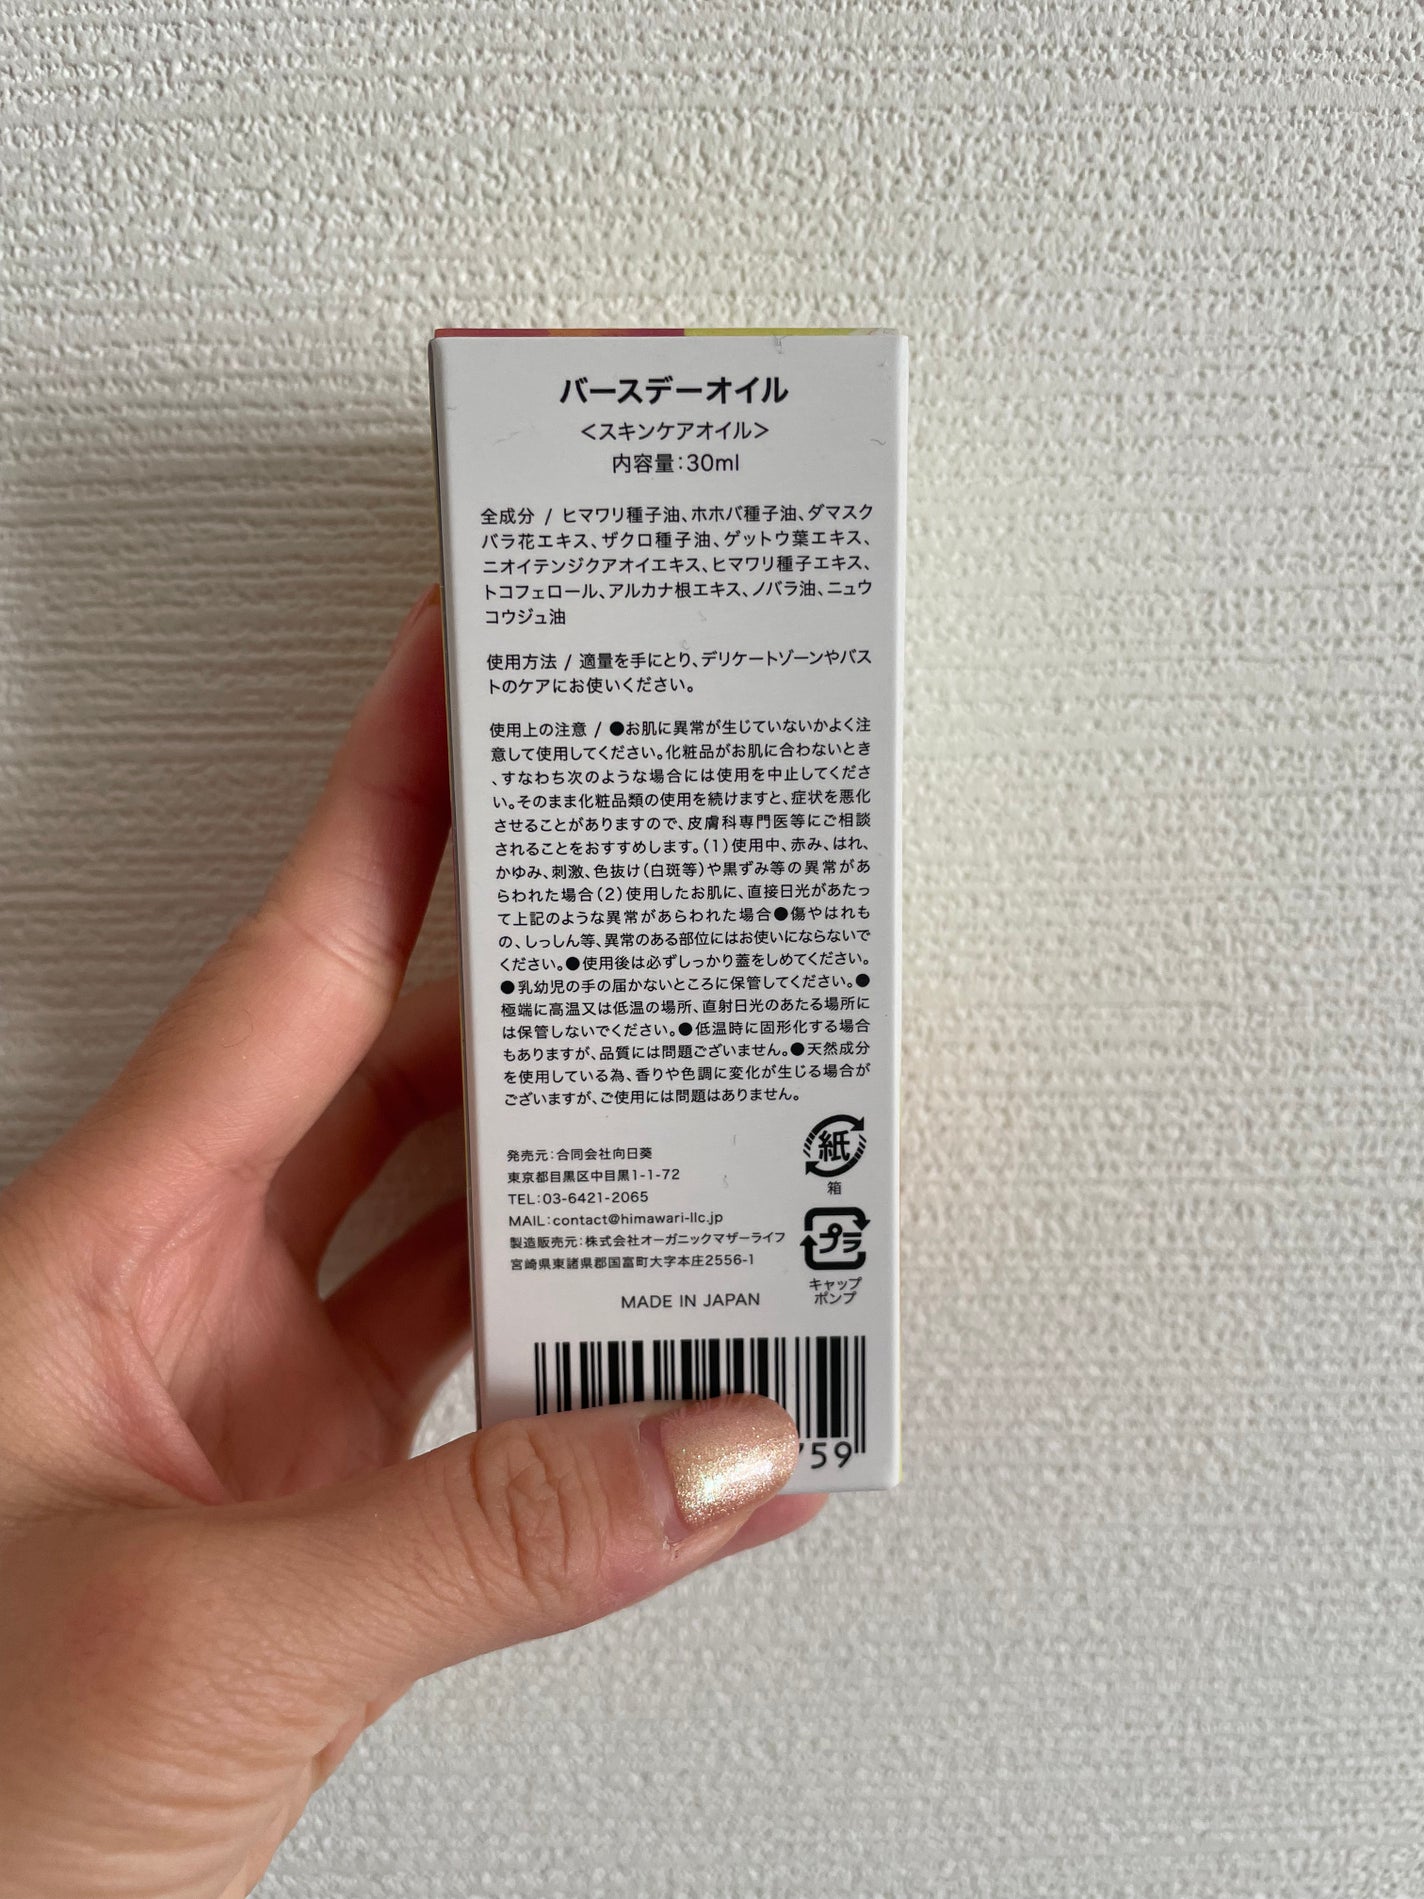 バースデーオイル
<スキンケアオイル>
内容量:30ml
全成分 / ヒマワリ種子油、ホホバ種子油、ダマスク
バラ花エキス、ザクロ種子油、ゲットウ葉エキス、
ニオイテンジクアオイエキス、ヒマワリ種子エキス、
トコフェロール、アルカナ根エキス、ノバラ油、ニュウ
コウジュ油
使用方法 / 適量を手にとり、デリケートゾーンやバス
トのケアにお使いください。
使用上の注意 / ●お肌に異常が生じていないかよく注
意して使用してください。化粧品がお肌に合わないとき
、すなわち次のような場合には使用を中止してくださ
い。そのまま化粧品類の使用を続けますと、症状を悪化
させることがありますので、皮膚科専門医等にご相談
されることをおすすめします。(1)使用中、赤み、はれ、
かゆみ、刺激、色抜け(白斑等)や黒ずみ等の異常があ
らわれた場合(2)使用したお肌に、直接日光があたっ
て上記のような異常があらわれた場合●傷やはれも
の、しっしん等、異常のある部位にはお使いにならないで
ください。●使用後は必ずしっかり蓋をしめてください。
●乳幼児の手の届かないところに保管してください。●
極端に高温又は低温の場所、直射日光のあたる場所に
は保管しないでください。●低温時に固形化する場合
もありますが、品質には問題ございません。●天然成分
を使用している為、香りや色調に変化が生じる場合が
ございますが、ご使用には問題はありません。
発売元:合同会社向日葵
東京都目黒区中目黒1-1-72
TEL:03-6421-2065
MAIL:contact@himawari-llc.jp
製造販売元:株式会社オーガニックマザーライフ
宮崎県東諸県郡国富町大字本庄2556-1
MADE IN JAPAN
紙
箱
プラ
キャップ
ポンプ
759